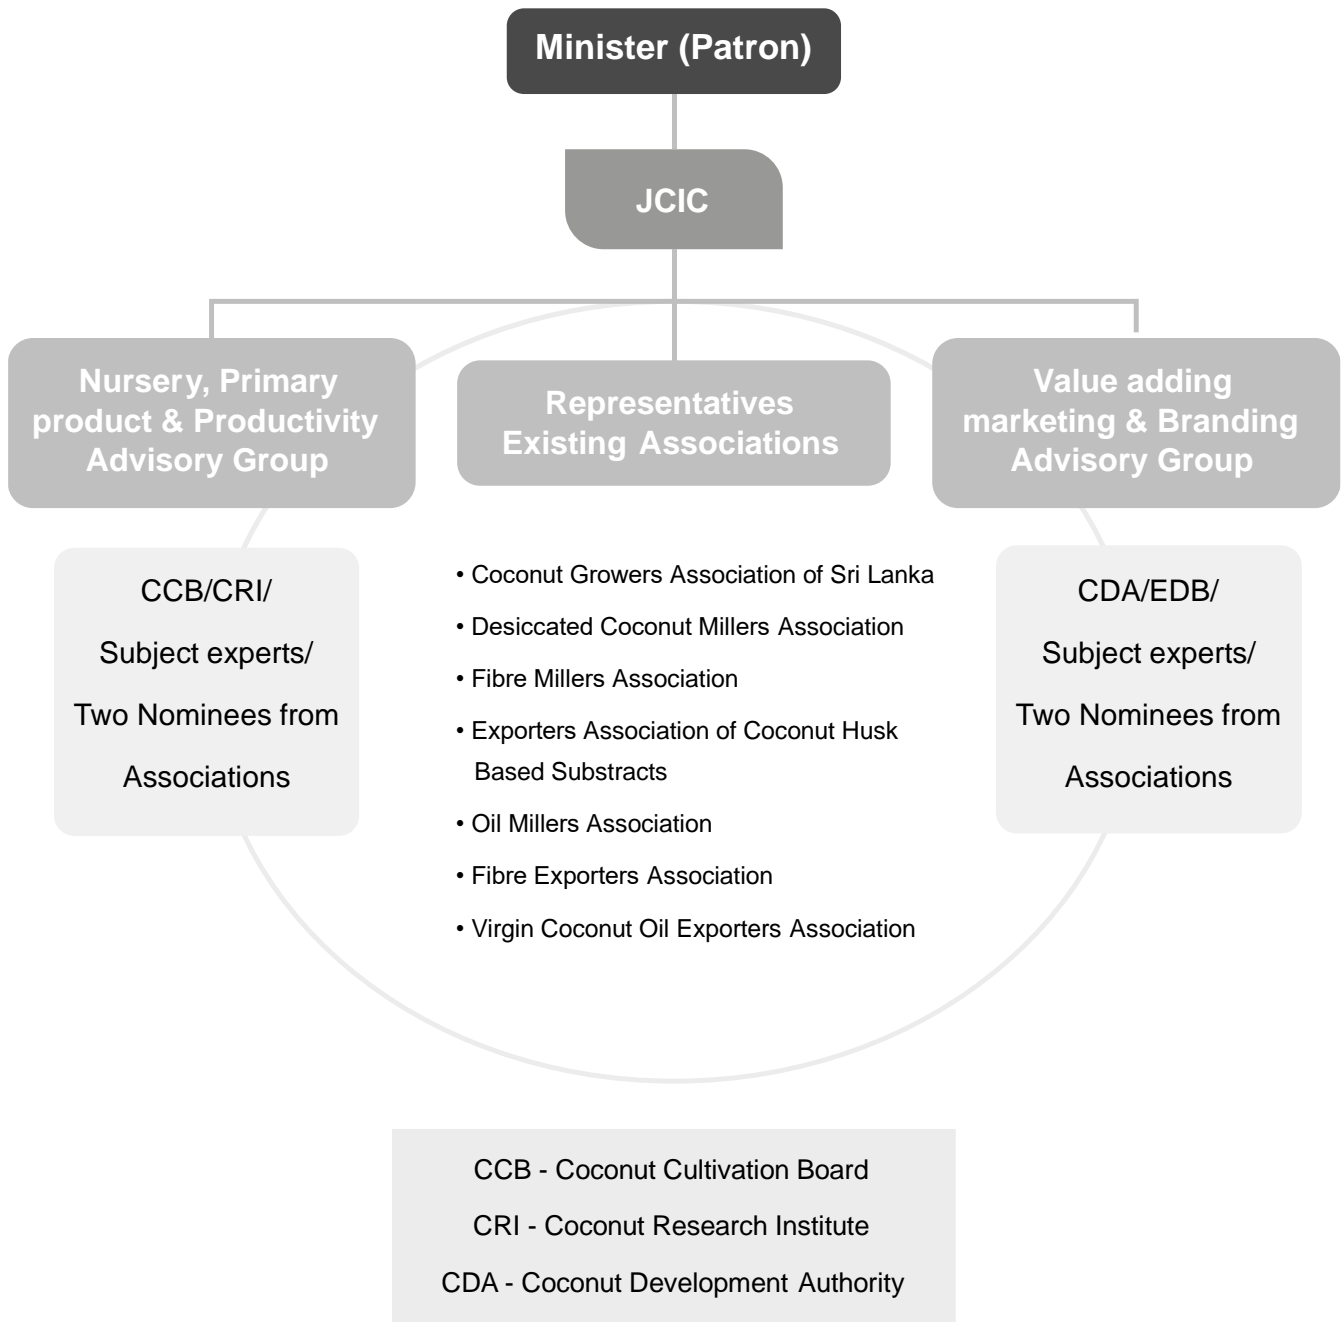 Minister (Patron)
JCIC
Nursery, Primary
product & Productivity
Advisory Group
Representatives
Existing Associations
Value adding
marketing & Branding
Advisory Group
CCB/CRI/
Subject experts/
Two Nominees from
Associations
• Coconut Growers Association of Sri Lanka
• Desiccated Coconut Millers Association
• Fibre Millers Association
• Exporters Association of Coconut Husk
Based Substracts
• Oil Millers Association
• Fibre Exporters Association
• Virgin Coconut Oil Exporters Association
CDA/EDB/
Subject experts/
Two Nominees from
Associations
CCB - Coconut Cultivation Board
CRI - Coconut Research Institute
CDA - Coconut Development Authority